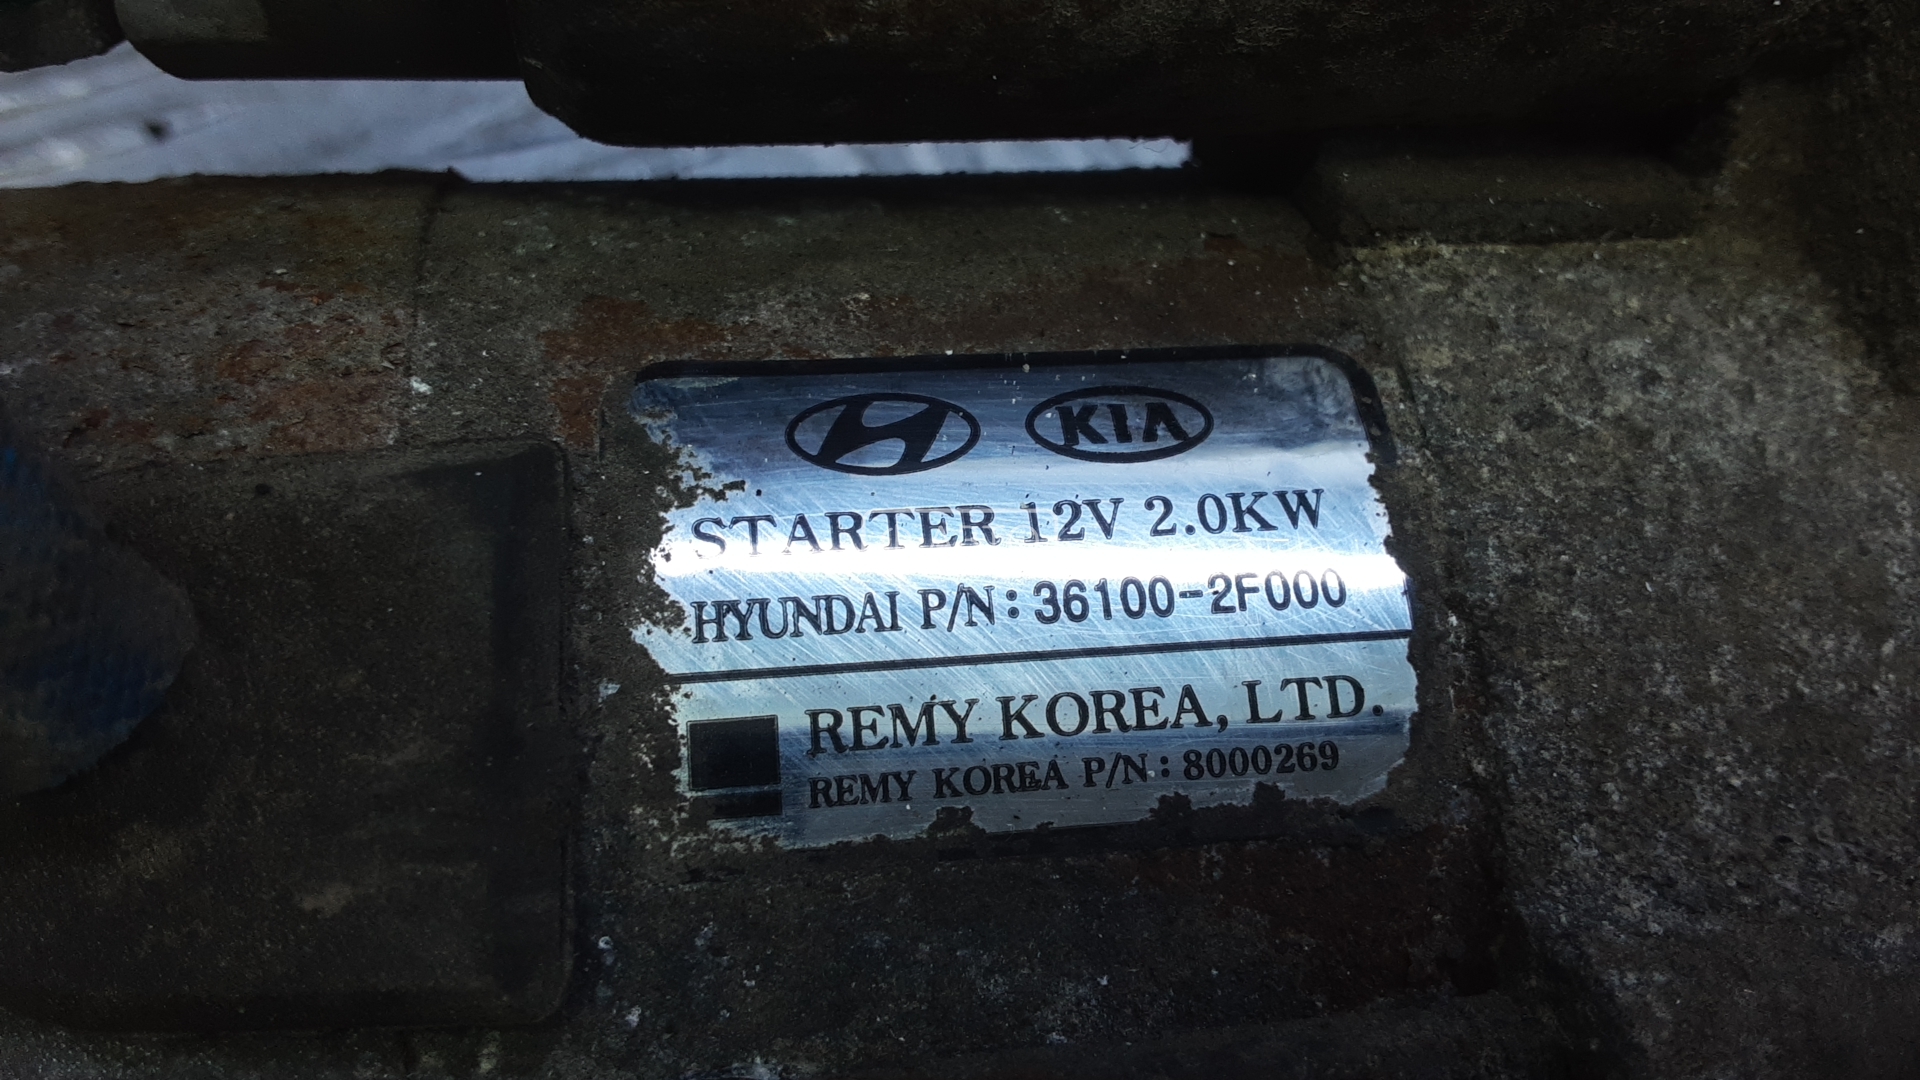 KIA
STARTER 12V 2.0KW
HYUNDAI P/N: 36100-2F000
REMY KOREA, LTD.
REMY KOREA P/N: 8000269